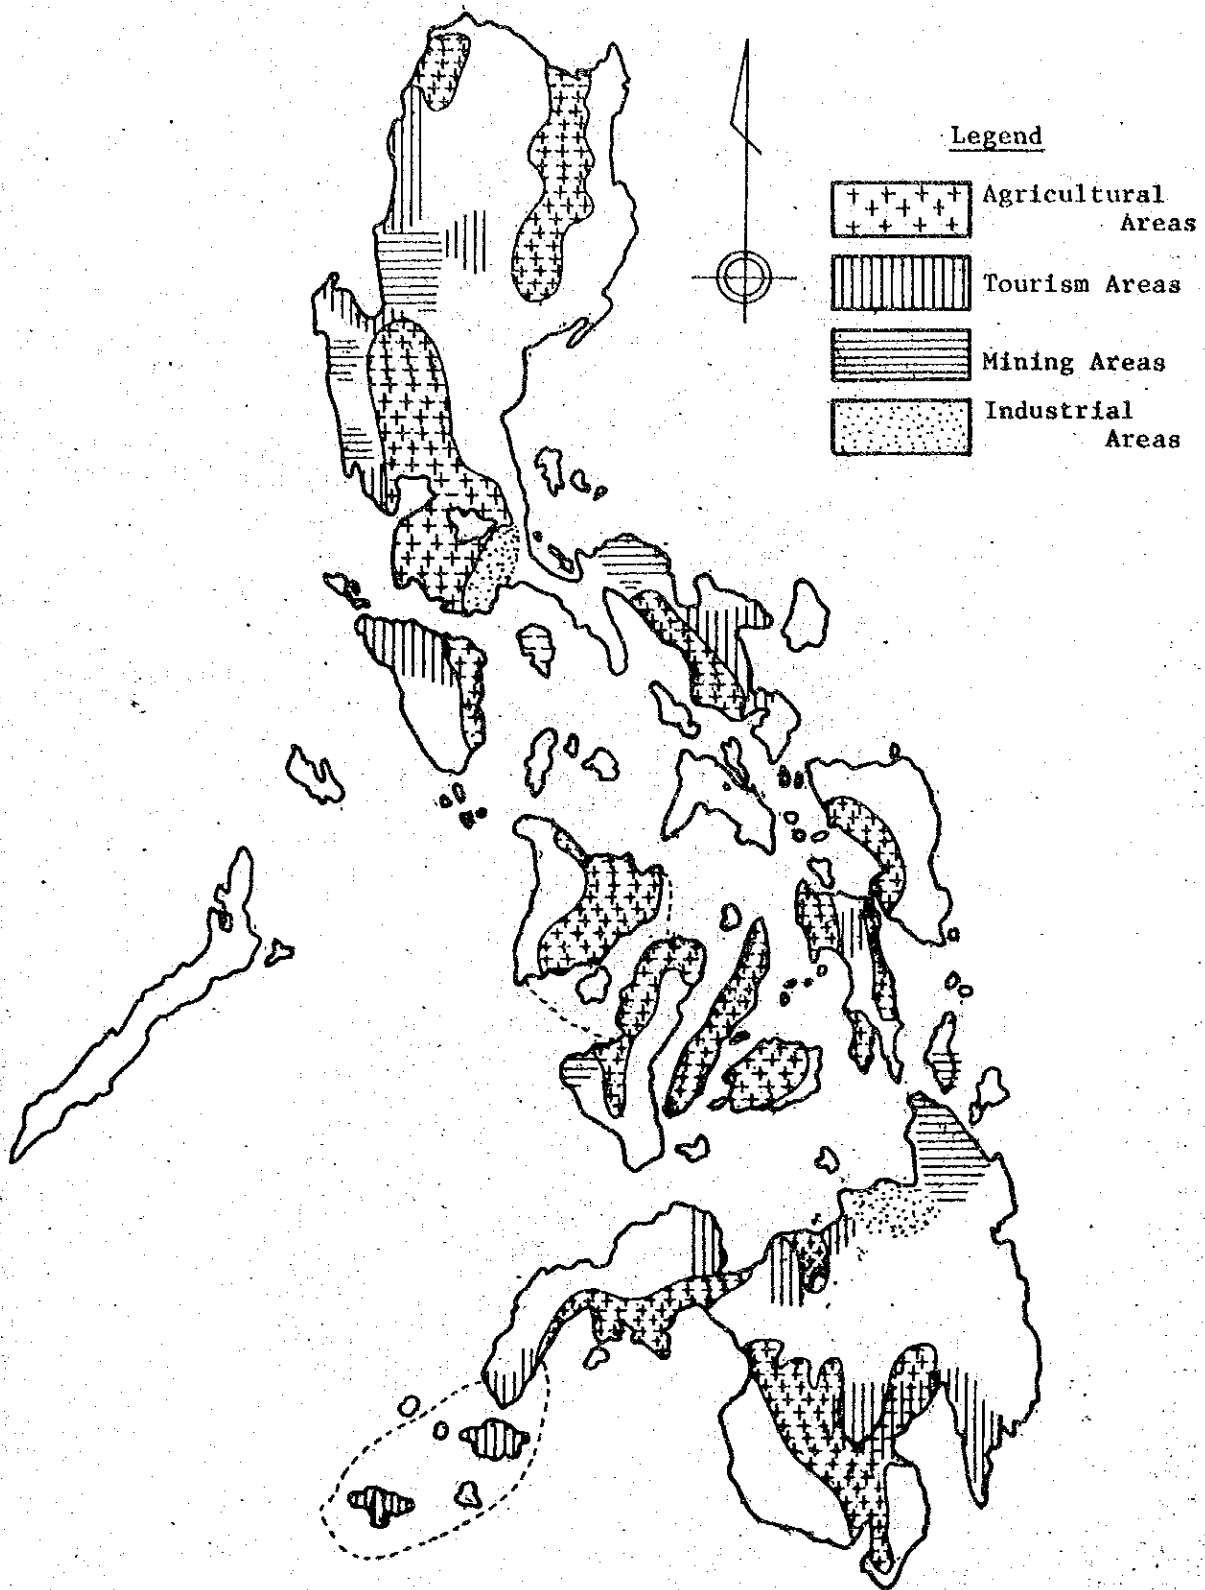 Legend
Agricultural
Areas
Tourism Areas
Mining Areas
Industrial
Areas